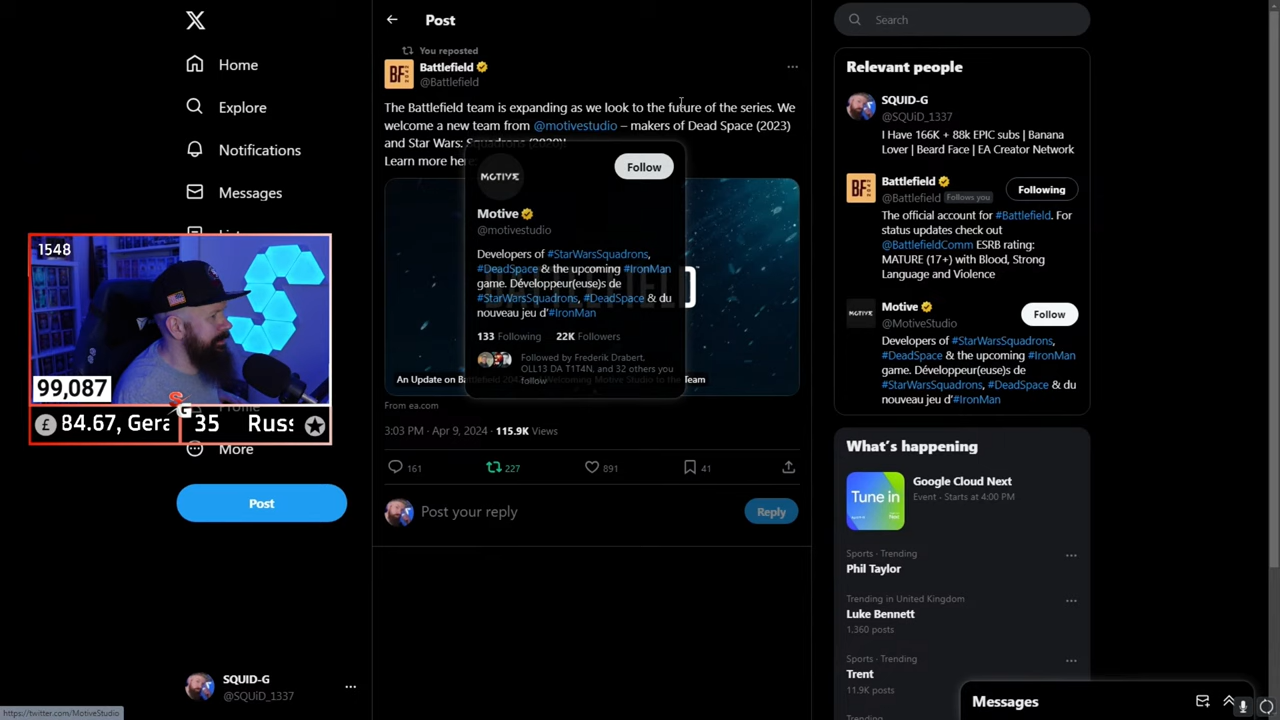 Post
Search
Home
Explore
Notifications
Messages
More
Post
1548
99,087
84.67, Gera
35 Russ
SQUID-G
@SQUiD_1337
https://twitter.com/MotiveStudio
You reposted
Battlefield
@Battlefield
The Battlefield team is expanding as we look to the future of the series. We
welcome a new team from @motivestudio – makers of Dead Space (2023)
and Star Wars: Squadrons (2020)!
Learn more here:
MOTIVE
Follow
Motive
@motivestudio
Developers of #StarWarsSquadrons,
#DeadSpace & the upcoming #IronMan
game. Développeur(euse)s de
#StarWarsSquadrons, #DeadSpace & du
nouveau jeu d'#IronMan
133 Following 22K Followers
Followed by Frederik Drabert,
OLL13 DA T1T4N, and 32 others you
follow
An Update on Ba
Team
From ea.com
3:03 PM · Apr 9, 2024 · 115.9K Views
161 227 891 41
Post your reply
Reply
Relevant people
SQUID-G
@SQUiD_1337
I Have 166K + 88k EPIC subs | Banana
Lover | Beard Face | EA Creator
Network
Battlefield
@Battlefield Follows you
Following
The official account for #Battlefield. For
status updates check out
@BattlefieldComm ESRB rating:
MATURE (17+) with Blood, Strong
Language and Violence
Motive
@MotiveStudio
Follow
Developers of #StarWarsSquadrons,
#DeadSpace & the upcoming #IronMan
game. Développeur(euse)s de
#StarWarsSquadrons, #DeadSpace & du
nouveau jeu d'#IronMan
What's happening
Tune in
Google Cloud Next
Event - Starts at 4:00 PM
Sports · Trending
Phil Taylor
Trending in United Kingdom
Luke Bennett
1,360 posts
Sports · Trending
Trent
11.9K posts
Messages